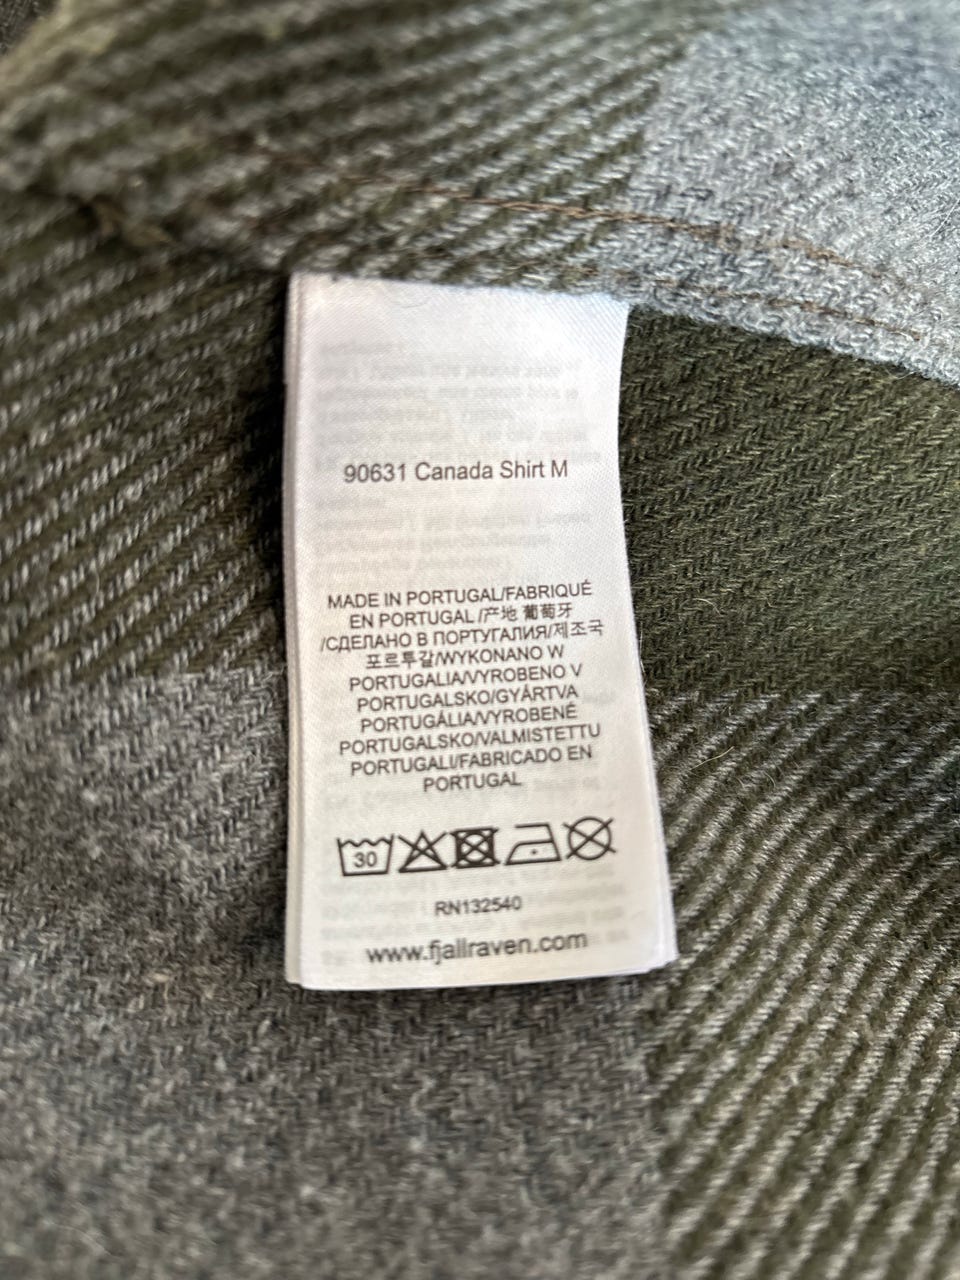 90631 Canada Shirt M
MADE IN PORTUGAL/FABRIQUÉ
EN PORTUGAL /产地 葡萄牙
/СДЕЛАНО В ПОРТУГАЛИЯ/제조국
포르투갈/WYKONANO W
PORTUGALIA/VYROBENO V
PORTUGALSKO/GYÁRTVA
PORTUGÁLIA/VYROBENÉ
PORTUGALSKO/VALMISTETTU
PORTUGALI/FABRICADO EN
PORTUGAL
30
RN132540
www.fjallraven.com